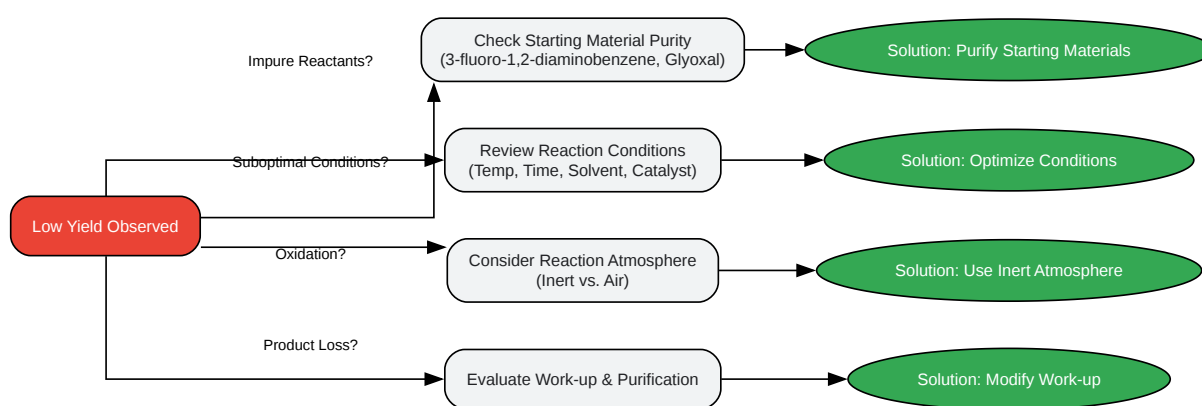 Impure Reactants?
Check Starting Material Purity
(3-fluoro-1,2-diaminobenzene, Glyoxal)
Solution: Purify Starting Materials
Suboptimal Conditions?
Review Reaction Conditions
(Temp, Time, Solvent, Catalyst)
Solution: Optimize Conditions
Low Yield Observed
Oxidation?
Consider Reaction Atmosphere
(Inert vs. Air)
Solution: Use Inert Atmosphere
Product Loss?
Evaluate Work-up & Purification
Solution: Modify Work-up